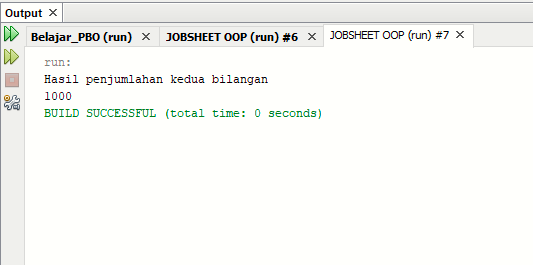 Output ×
Belajar_PBO (run) × JOBSHEET OOP (run) #6 × JOBSHEET OOP (run) #7 ×
run:
Hasil penjumlahan kedua bilangan
1000
BUILD SUCCESSFUL (total time: 0 seconds)